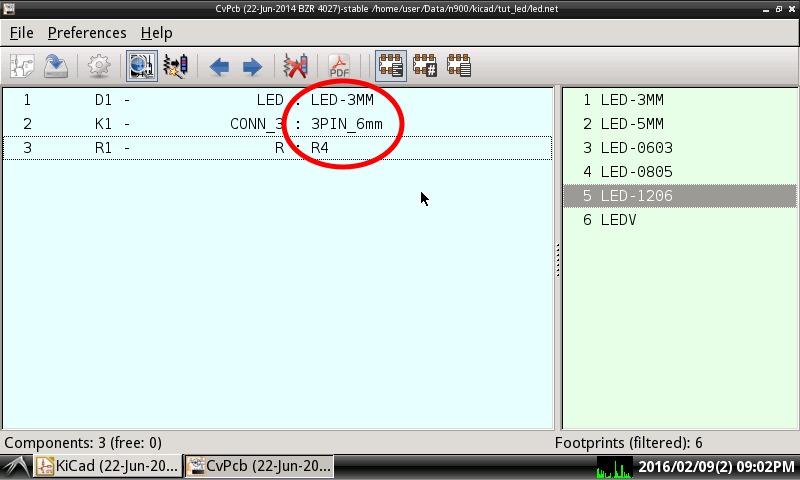 CvPcb (22-Jun-2014 BZR 4027)-stable /home/user/Data/n900/kicad/tut_led/led.net
File Preferences Help
PDF
1 D1 - LED : LED-3MM
2 K1 - CONN_3 : 3PIN_6mm
3 R1 - R : R4
1 LED-3MM
2 LED-5MM
3 LED-0603
4 LED-0805
5 LED-1206
6 LEDV
Components: 3 (free: 0)
Footprints (filtered): 6
KiCad (22-Jun-20...
CvPcb (22-Jun-20...
2016/02/09(2) 09:02PM